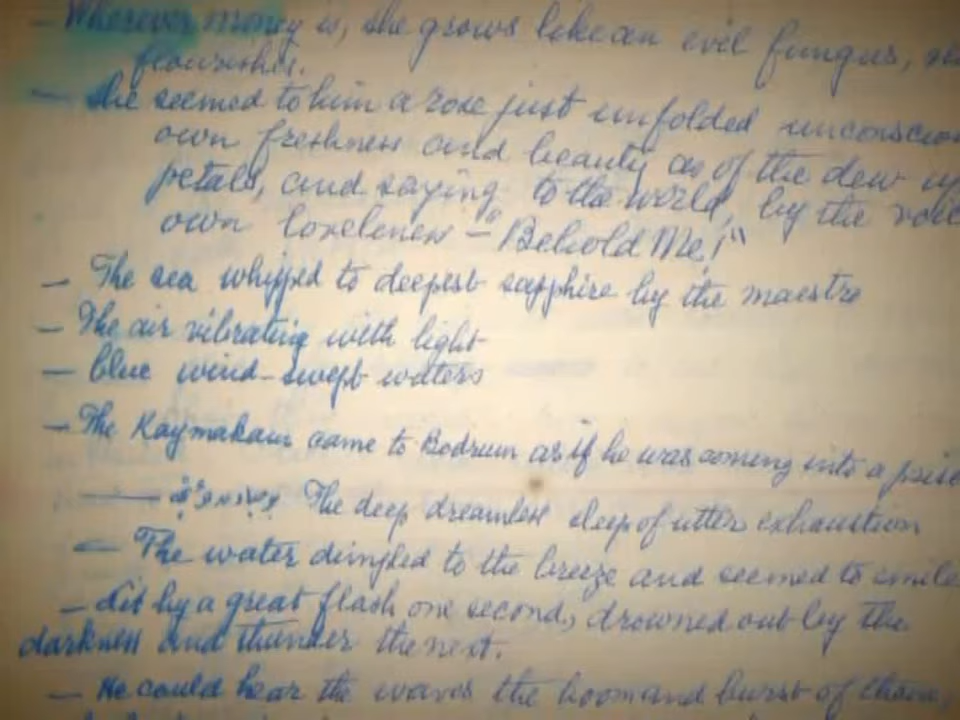 - Wherever money is, she grows like an evil fungus, she
flourishes.
- She seemed to him a rose just unfolded unconscious
own freshness and beauty as of the dew
petals, and saying to the world, by the voice
own loveliness - "Behold Me!"
- The sea whipped to deepest sapphire by the maestro
- The air vibrating with light
- blue wind-swept waters
- The Kaymakam came to Bodrum as if he was coming into a
The deep dreamless sleep of utter exhaustion
- The water dimpled to the breeze and seemed to smile
- Lit by a great flash one second, drowned out by the
darkness and thunder the next.
- He could hear the waves the boom and burst of them,